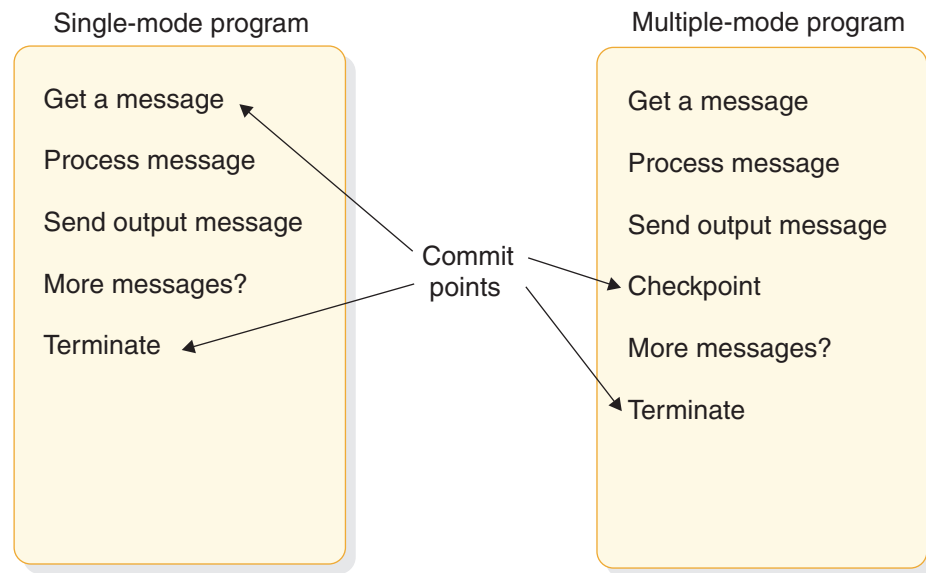 Single-mode program
Get a message
Process message
Send output message
More messages?
Terminate
Commit
points
Multiple-mode program
Get a message
Process message
Send output message
Checkpoint
More messages?
Terminate